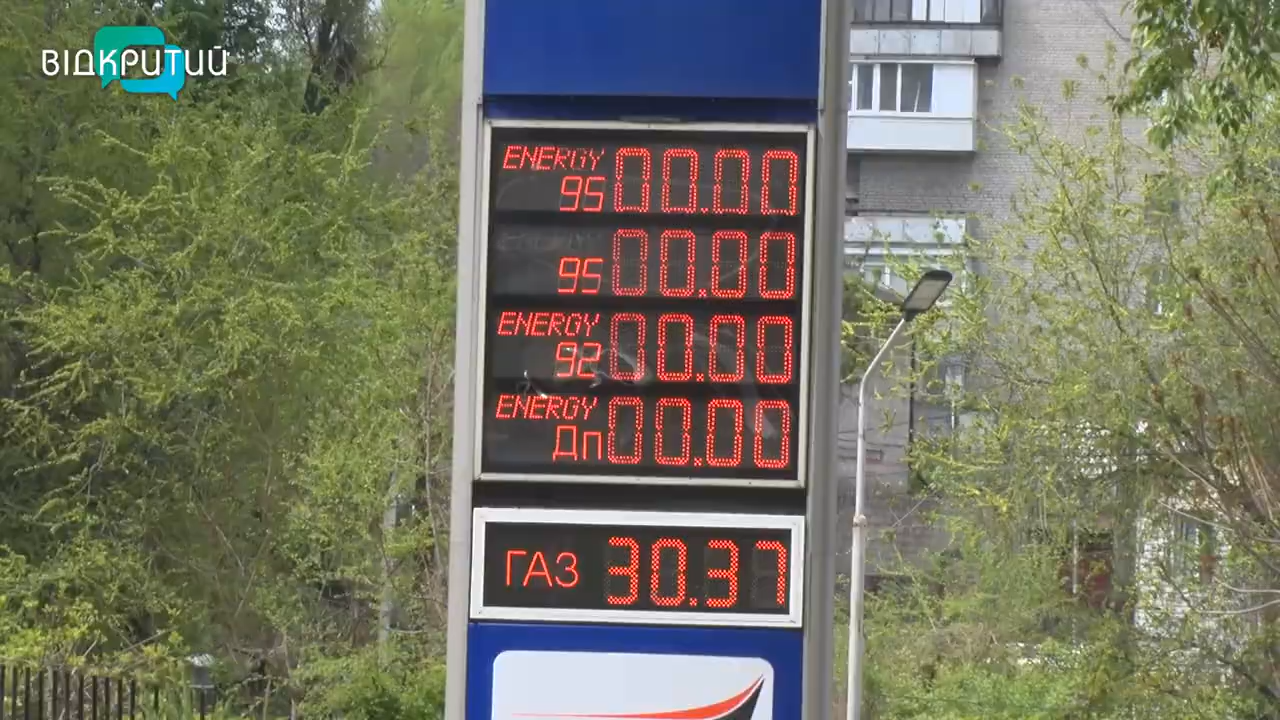 ВІДКРИТИЙ
ENERGY
95 00.00
95 00.00
ENERGY
92 00.00
ENERGY
Дп 00.00
ГАЗ 30.37